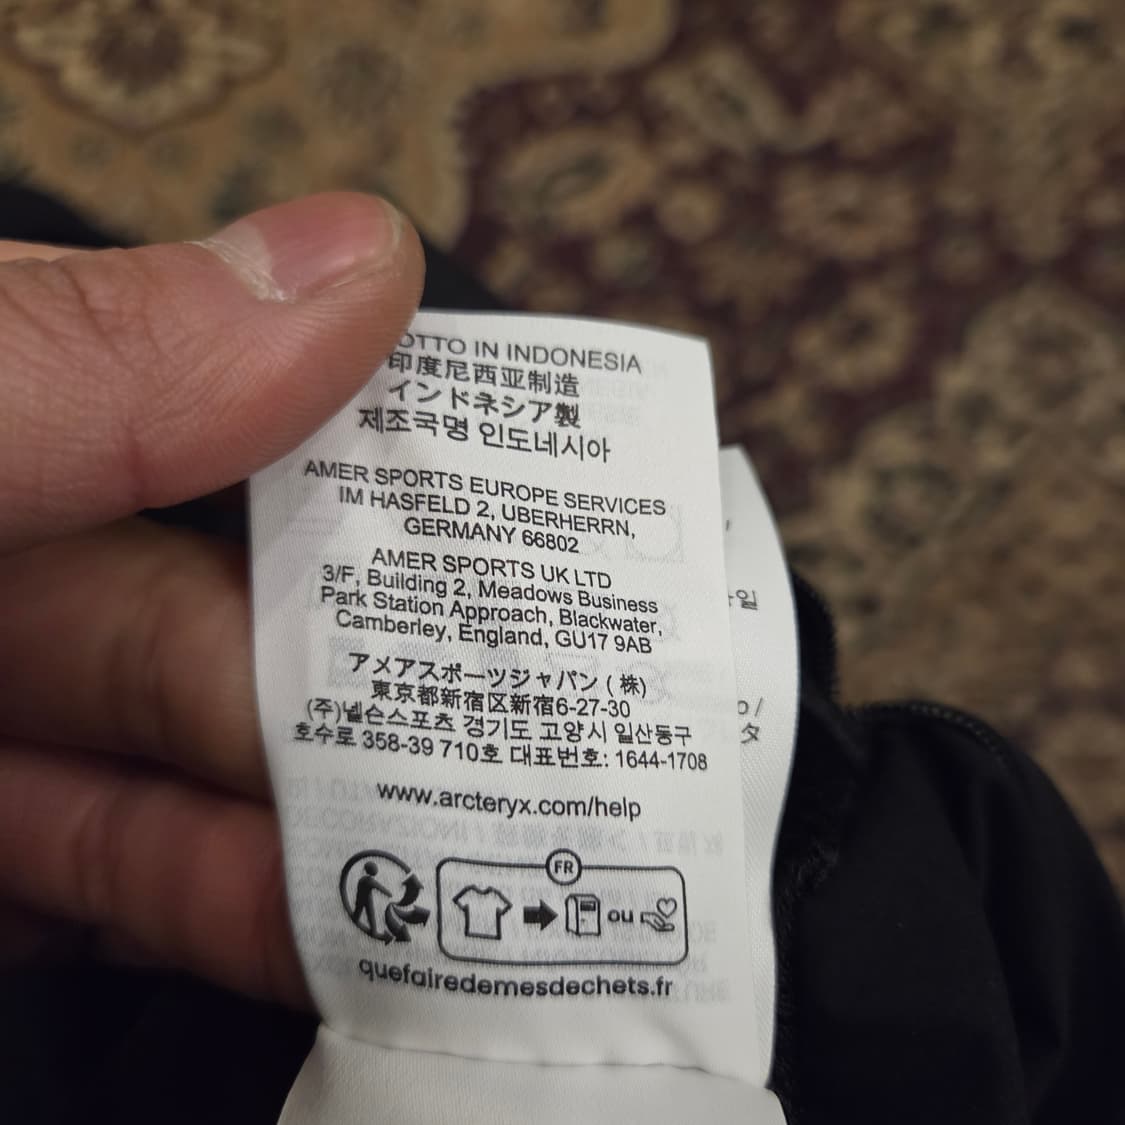 IN INDONESIA
印度尼西亚制造
インドネシア製
제조국명 인도네시아
AMER SPORTS EUROPE SERVICES
IM HASFELD 2, UBERHERRN,
GERMANY 66802
AMER SPORTS UK LTD
3/F, Building 2, Meadows Business
Park Station Approach, Blackwater,
Camberley, England, GU17 9AB
アメアスポーツジャパン (株)
東京都新宿区新宿6-27-30
(주)넬슨스포츠 경기도 고양시 일산동구
호수로 358-39 710호 대표번호: 1644-1708
www.arcteryx.com/help
FR
ou
quefairedemesdechets.fr